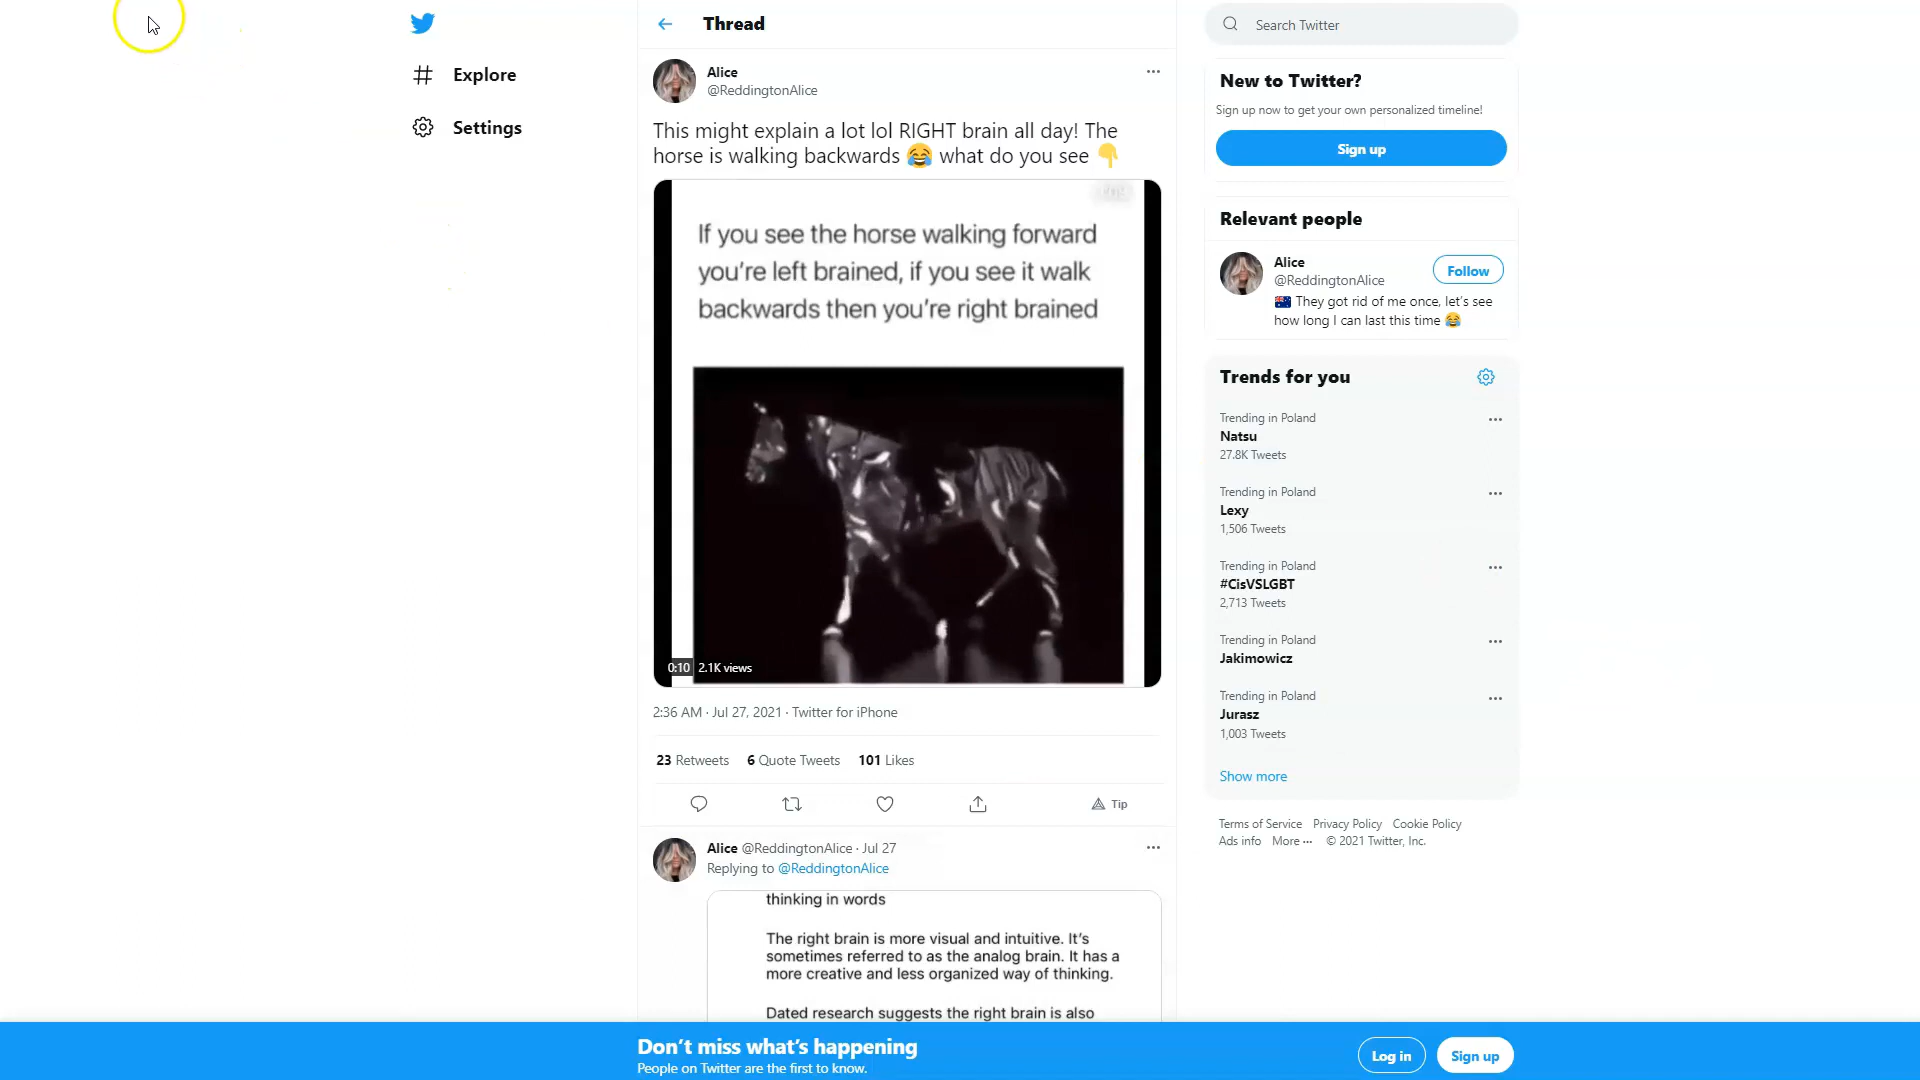 Explore
Settings
Thread
Alice
@ReddingtonAlice
This might explain a lot lol RIGHT brain all day! The
horse is walking backwards 😂 what do you see 👇
If you see the horse walking forward
you're left brained, if you see it walk
backwards then you're right brained
0:10 2.1K views
2:36 AM · Jul 27, 2021 · Twitter for iPhone
23 Retweets 6 Quote Tweets 101 Likes
Tip
Alice @ReddingtonAlice · Jul 27
Replying to @ReddingtonAlice
thinking in words
The right brain is more visual and intuitive. It's
sometimes referred to as the analog brain. It has a
more creative and less organized way of thinking.
Dated research suggests the right brain is also
Search Twitter
New to Twitter?
Sign up now to get your own personalized timeline!
Sign up
Relevant people
Alice
@ReddingtonAlice
Follow
🇦🇺 They got rid of me once, let's see
how long I can last this time 😂
Trends for you
Trending in Poland
Natsu
27.8K Tweets
Trending in Poland
Lexy
1,506 Tweets
Trending in Poland
#CisVSLGBT
2,713 Tweets
Trending in Poland
Jakimowicz
Trending in Poland
Jurasz
1,003 Tweets
Show more
Terms of Service Privacy Policy Cookie Policy
Ads info More ··· © 2021 Twitter, Inc.
Don't miss what's happening
People on Twitter are the first to know.
Log in
Sign up